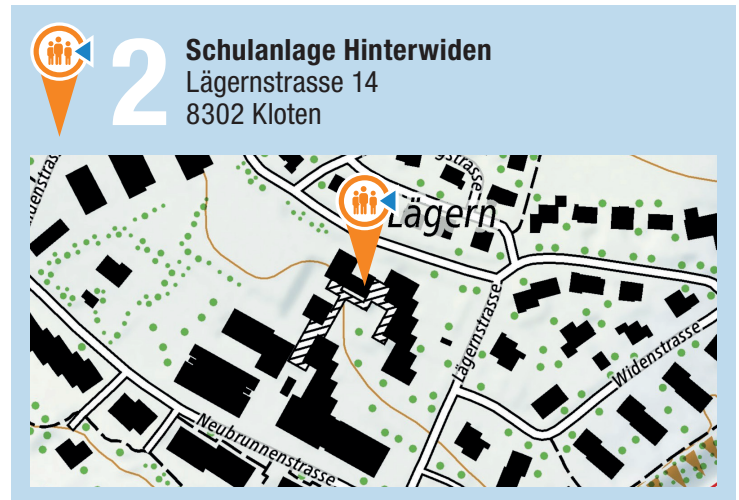 2
Schulanlage Hinterwiden
Lägernstrasse 14
8302 Kloten
Lägern
Lägernstrasse
Widenstrasse
Neubrunnenstrasse